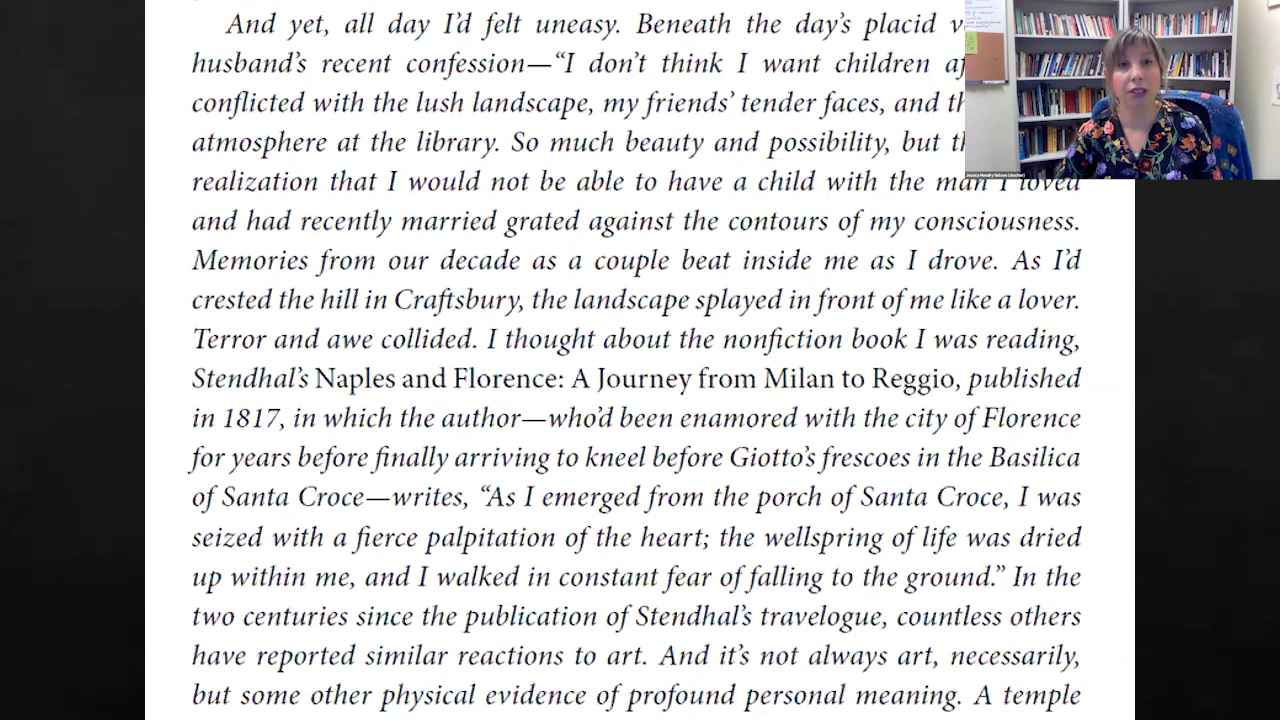 And yet, all day I’d felt uneasy. Beneath the day’s placid
husband’s recent confession—“I don’t think I want children
conflicted with the lush landscape, my friends’ tender faces, and
atmosphere at the library. So much beauty and possibility, but
realization that I would not be able to have a child with the man I loved
and had recently married grated against the contours of my consciousness.
Memories from our decade as a couple beat inside me as I drove. As I’d
crested the hill in Craftsbury, the landscape splayed in front of me like a lover.
Terror and awe collided. I thought about the nonfiction book I was reading,
Stendhal’s Naples and Florence: A Journey from Milan to Reggio, published
in 1817, in which the author—who’d been enamored with the city of Florence
for years before finally arriving to kneel before Giotto’s frescoes in the Basilica
of Santa Croce—writes, “As I emerged from the porch of Santa Croce, I was
seized with a fierce palpitation of the heart; the wellspring of life was dried
up within me, and I walked in constant fear of falling to the ground.” In the
two centuries since the publication of Stendhal’s travelogue, countless others
have reported similar reactions to art. And it’s not always art, necessarily,
but some other physical evidence of profound personal meaning. A temple
Jessica Hendry Nelson (she/her)